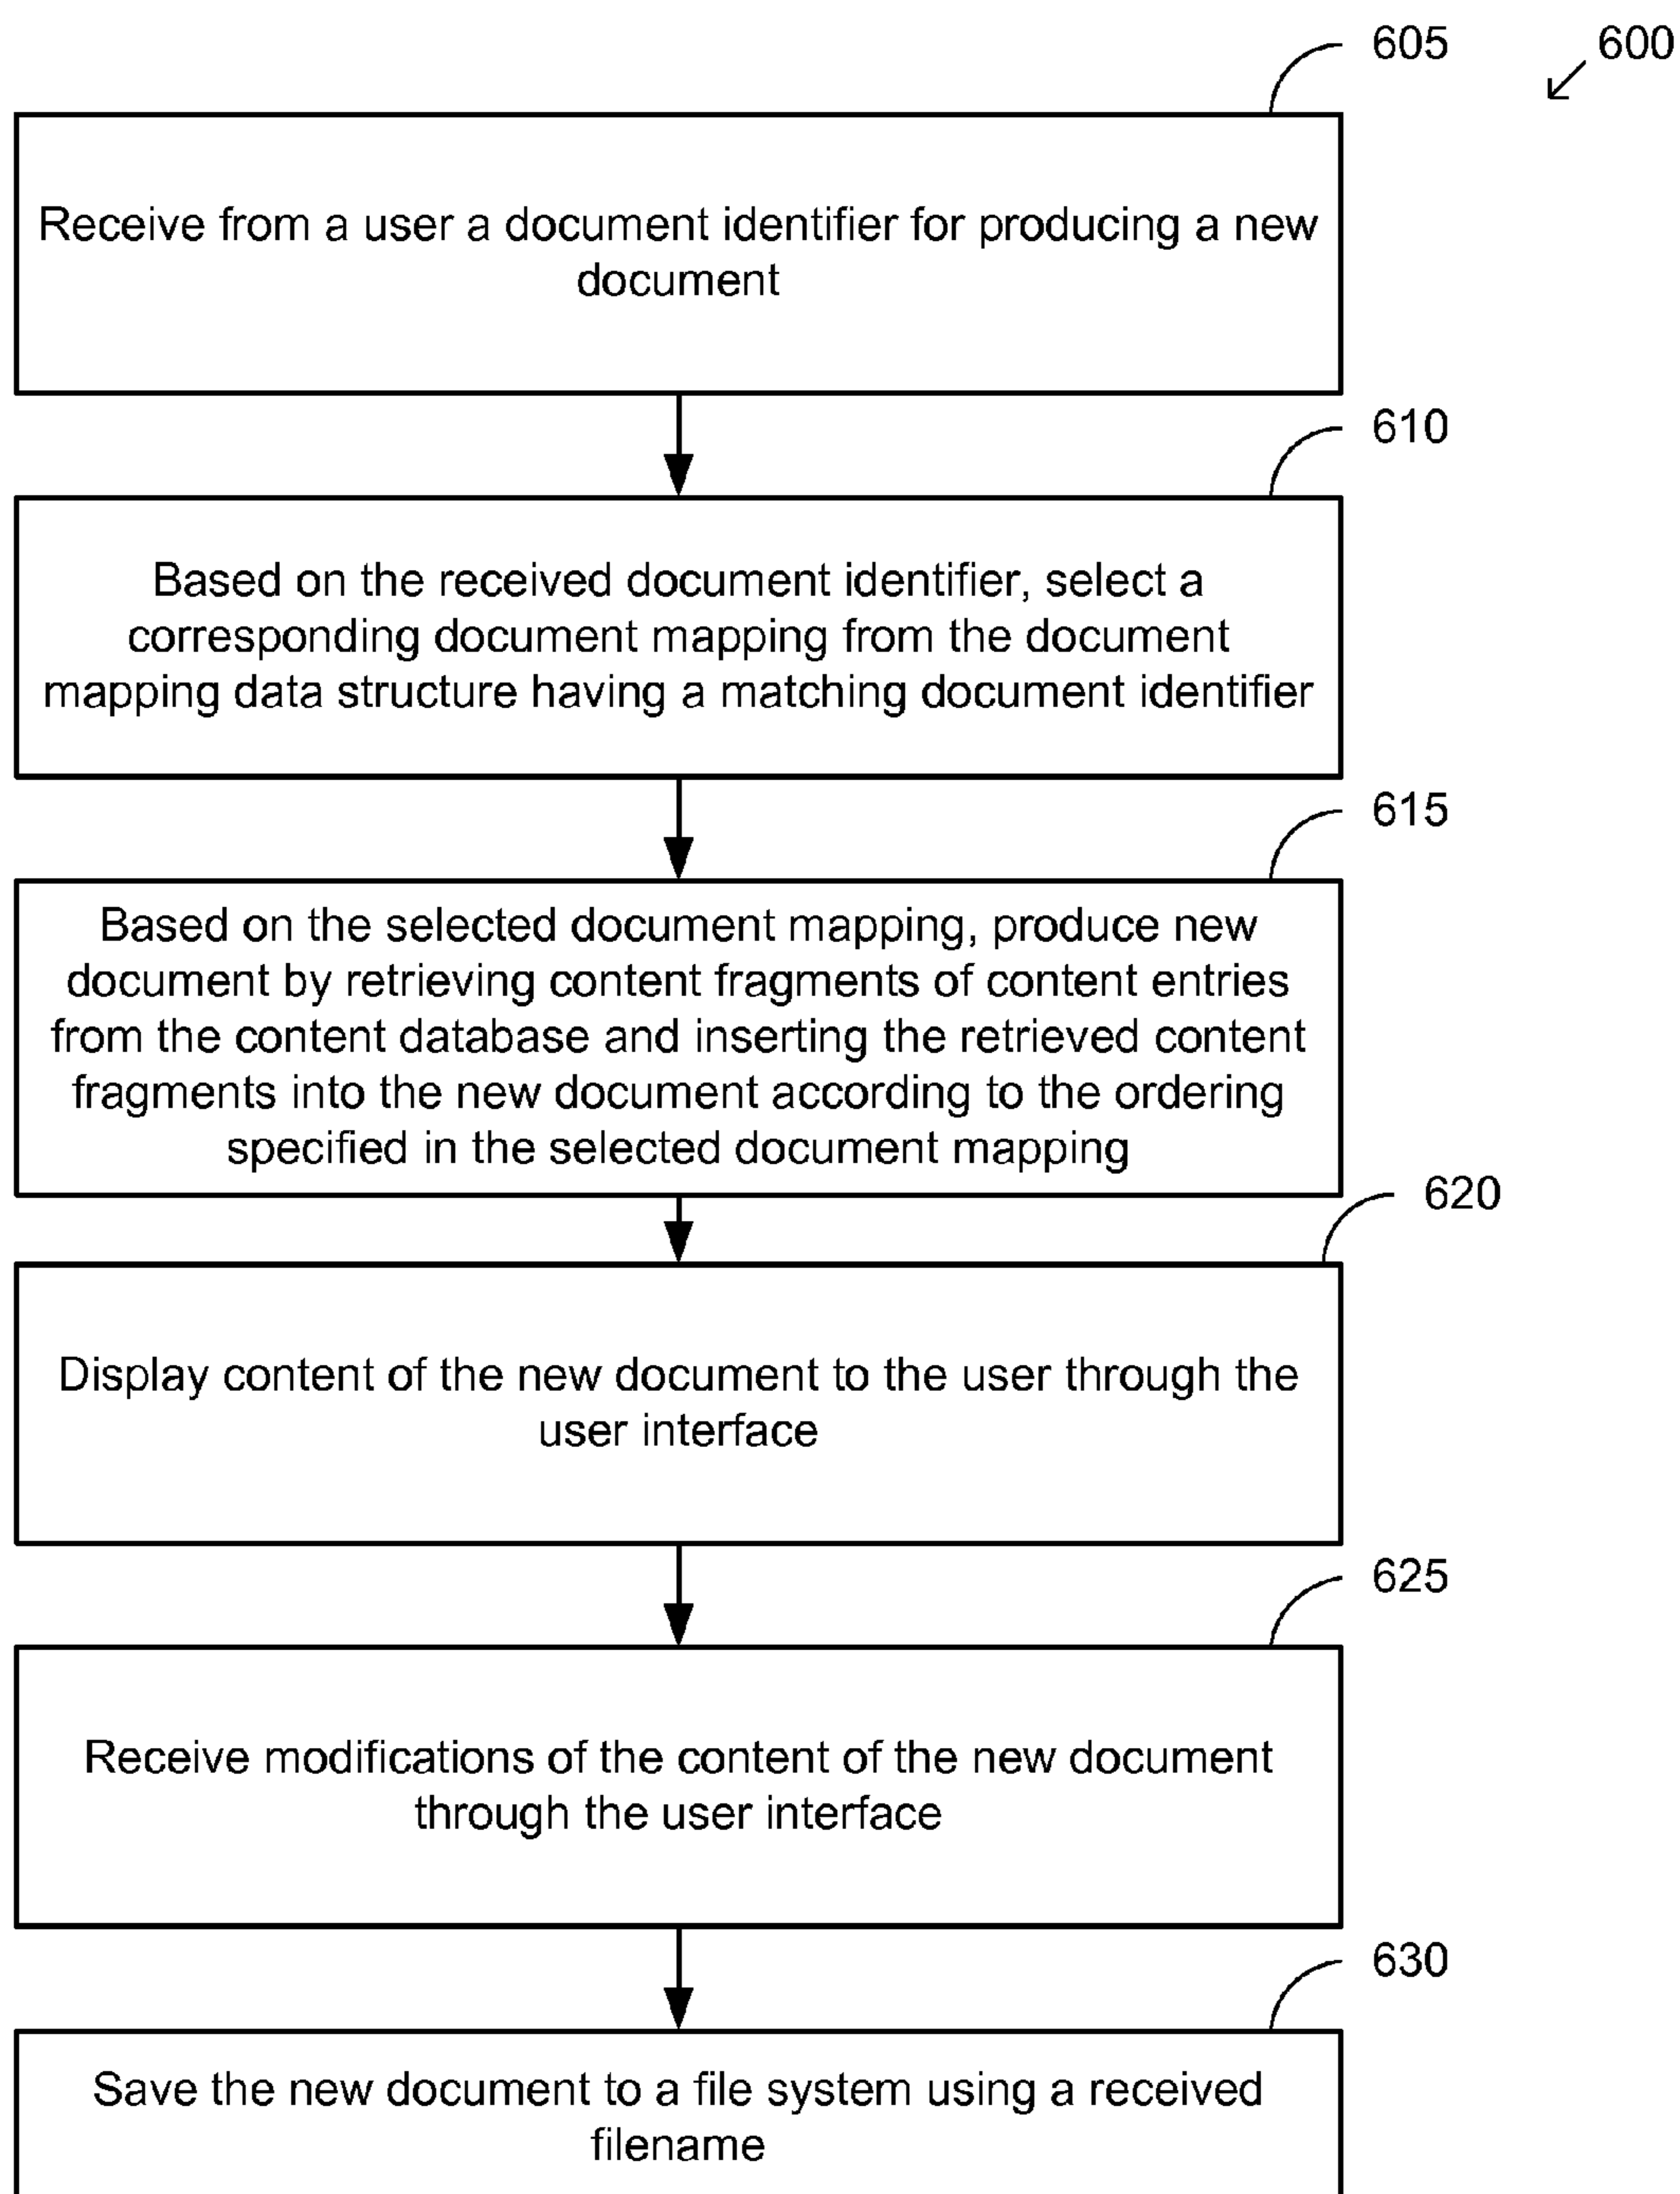 605
600
Receive from a user a document identifier for producing a new
document
610
Based on the received document identifier, select a
corresponding document mapping from the document
mapping data structure having a matching document identifier
615
Based on the selected document mapping, produce new
document by retrieving content fragments of content entries
from the content database and inserting the retrieved content
fragments into the new document according to the ordering
specified in the selected document mapping
620
Display content of the new document to the user through the
user interface
625
Receive modifications of the content of the new document
through the user interface
630
Save the new document to a file system using a received
filename